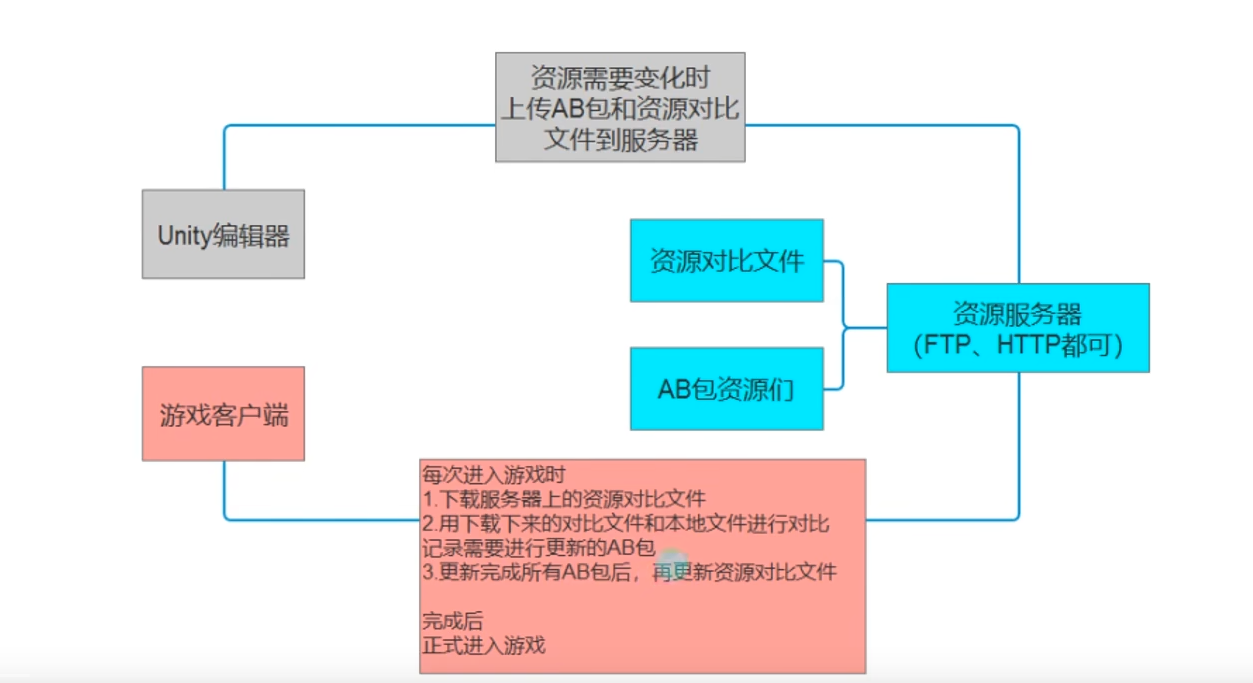 资源需要变化时
上传AB包和资源对比
文件到服务器
Unity编辑器
资源对比文件
资源服务器
（FTP、HTTP都可）
AB包资源们
游戏客户端
每次进入游戏时
1.下载服务器上的资源对比文件
2.用下载下来的对比文件和本地文件进行对比
记录需要进行更新的AB包
3.更新完成所有AB包后，再更新资源对比文件
完成后
正式进入游戏